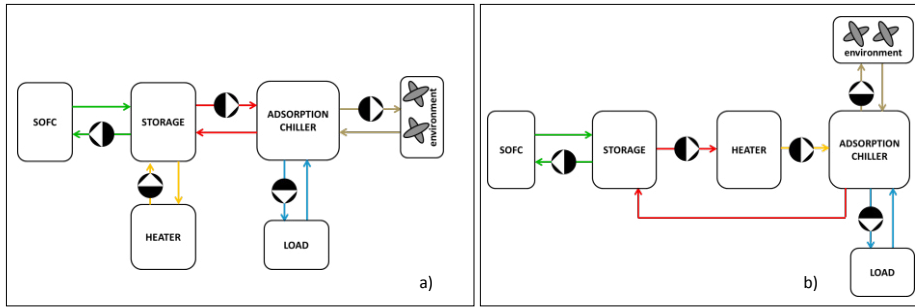 SOFC
STORAGE
ADSORPTION
CHILLER
environment
HEATER
LOAD
a)
environment
SOFC
STORAGE
HEATER
ADSORPTION
CHILLER
LOAD
b)